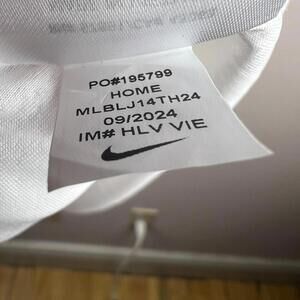 PO#195799
HOME
MLBLJ14TH24
09/2024
IM# HLV VIE